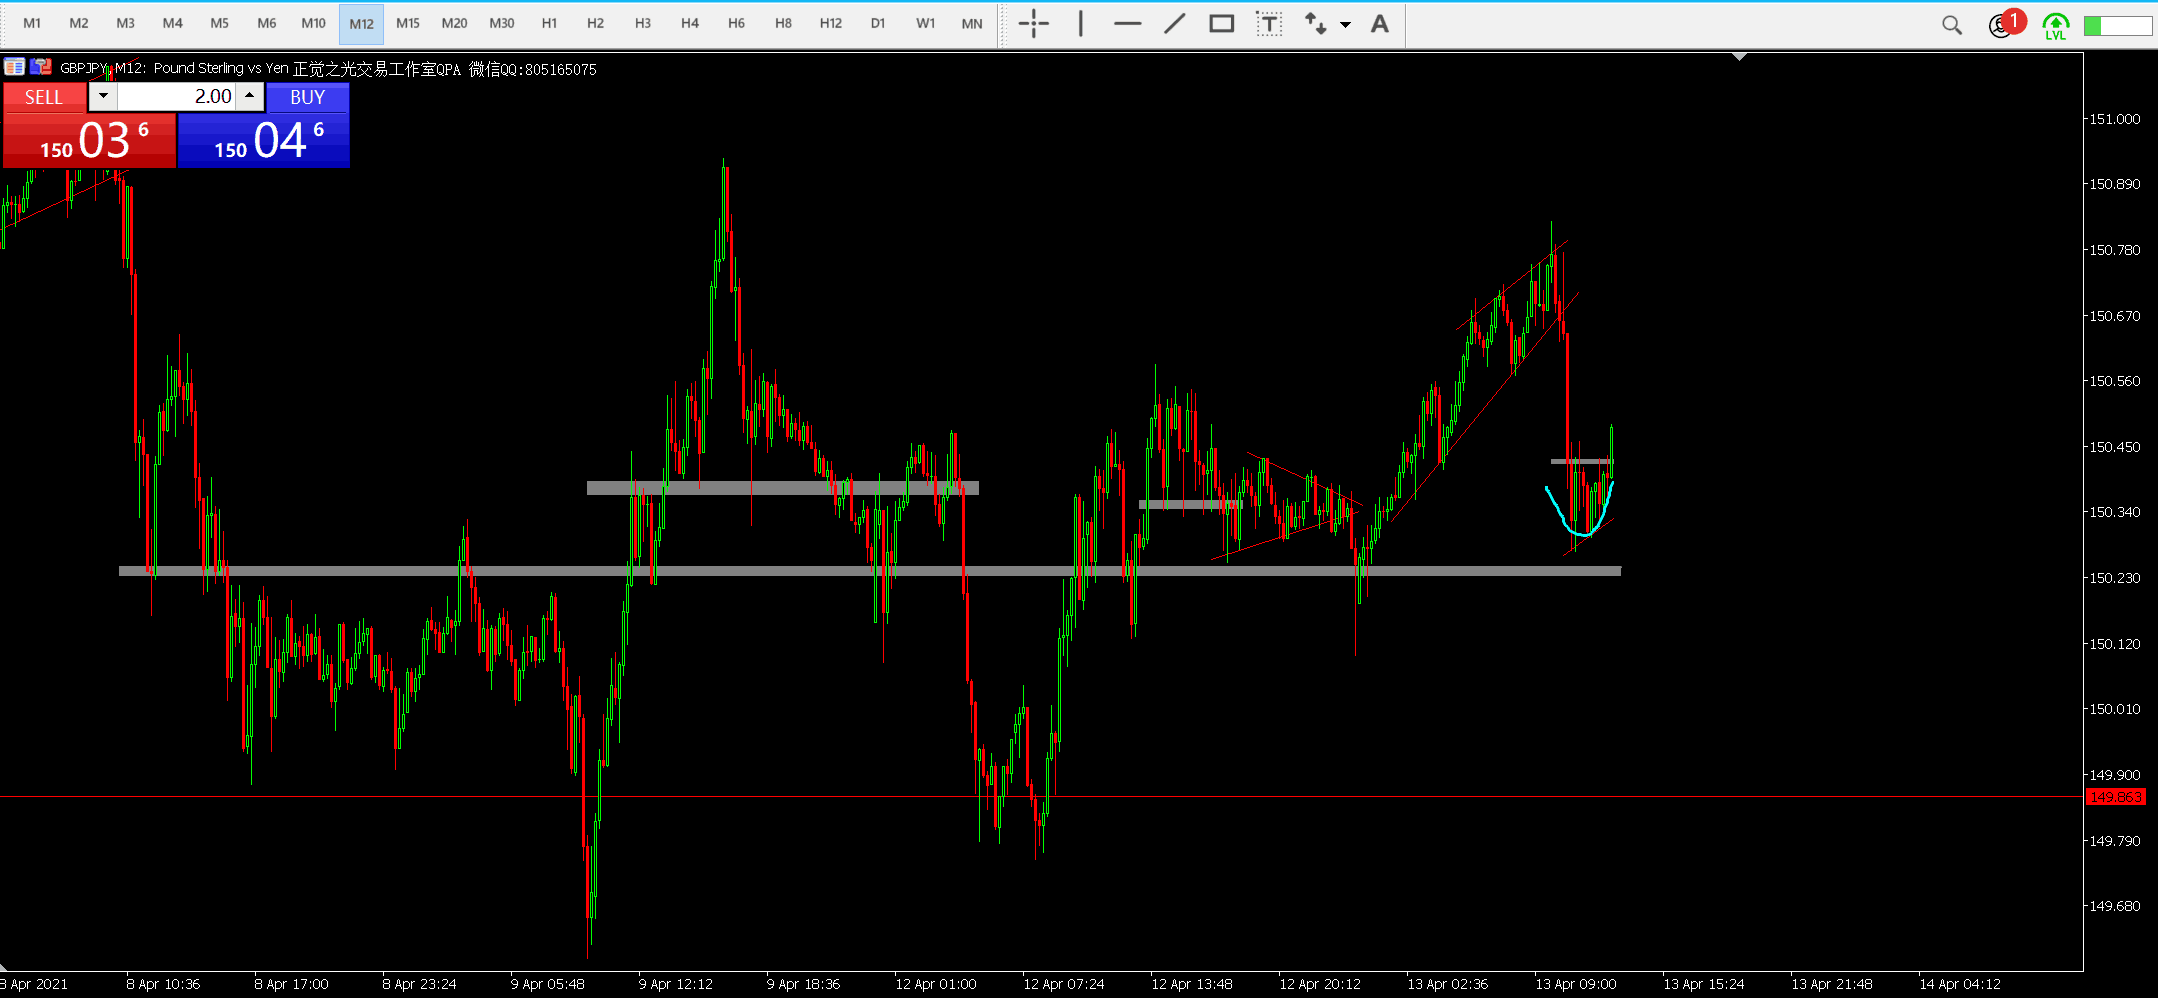 M1 M2 M3 M4 M5 M6 M10 M12 M15 M20 M30 H1 H2 H3 H4 H6 H8 H12 D1 W1 MN T A 1
LVL
GBPJPY, M12: Pound Sterling vs Yen 正觉之光交易工作室QPA 微信QQ:805165075
SELL 2.00 BUY
150 03 6 150 04 6
151.000
150.890
150.780
150.670
150.560
150.450
150.340
150.230
150.120
150.010
149.900
149.863
149.790
149.680
8 Apr 2021 8 Apr 10:36 8 Apr 17:00 8 Apr 23:24 9 Apr 05:48 9 Apr 12:12 9 Apr 18:36 12 Apr 01:00 12 Apr 07:24 12 Apr 13:48 12 Apr 20:12 13 Apr 02:36 13 Apr 09:00 13 Apr 15:24 13 Apr 21:48 14 Apr 04:12